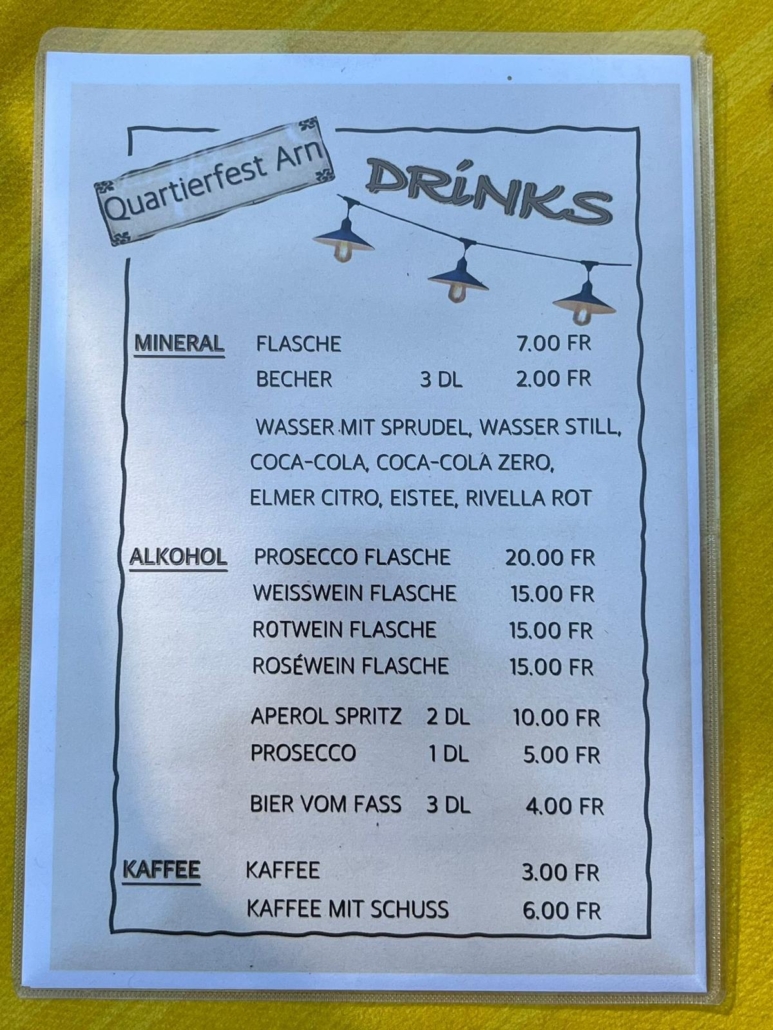 Quartierfest Arn
DRiNKS
MINERAL FLASCHE 7.00 FR
BECHER 3 DL 2.00 FR
WASSER MIT SPRUDEL, WASSER STILL,
COCA-COLA, COCA-COLA ZERO,
ELMER CITRO, EISTEE, RIVELLA ROT
ALKOHOL PROSECCO FLASCHE 20.00 FR
WEISSWEIN FLASCHE 15.00 FR
ROTWEIN FLASCHE 15.00 FR
ROSÉWEIN FLASCHE 15.00 FR
APEROL SPRITZ 2 DL 10.00 FR
PROSECCO 1 DL 5.00 FR
BIER VOM FASS 3 DL 4.00 FR
KAFFEE KAFFEE 3.00 FR
KAFFEE MIT SCHUSS 6.00 FR